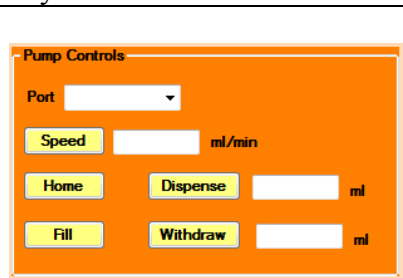 Pump Controls
Port
Speed ml/min
Home Dispense ml
Fill Withdraw ml